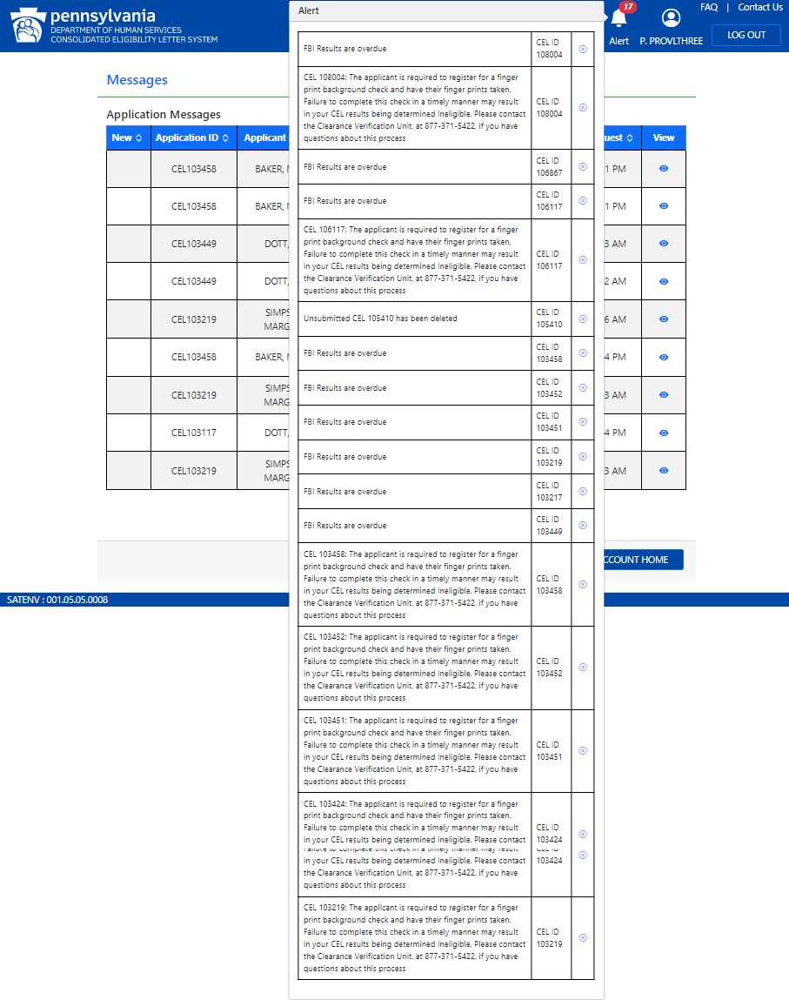 pennsylvania
DEPARTMENT OF HUMAN SERVICES
CONSOLIDATED ELIGIBILITY LETTER SYSTEM
17
Alert
P. PROVLTHREE
FAQ | Contact Us
LOG OUT
Messages
Application Messages
New Application ID Applicant uest View
CEL103458 BAKER, 1 PM
CEL103458 BAKER, 1 PM
CEL103449 DOTT, 3 AM
CEL103449 DOTT, 2 AM
CEL103219 SIMPS 6 AM
MARG
CEL103458 BAKER, 4 PM
CEL103219 SIMPS 3 AM
MARG
CEL103117 DOTT, 4 PM
CEL103219 SIMPS 3 AM
MARG
CCOUNT HOME
SATENV : 001.05.05.0008
Alert
FBI Results are overdue
CEL ID
108004
CEL 108004: The applicant is required to register for a finger
print background check and have their finger prints taken.
Failure to complete this check in a timely manner may result
in your CEL results being determined Ineligible. Please contact
the Clearance Verification Unit, at 877-371-5422, if you have
questions about this process
CEL ID
108004
FBI Results are overdue
CEL ID
106867
FBI Results are overdue
CEL ID
106117
CEL 106117: The applicant is required to register for a finger
print background check and have their finger prints taken.
Failure to complete this check in a timely manner may result
in your CEL results being determined Ineligible. Please contact
the Clearance Verification Unit, at 877-371-5422, if you have
questions about this process
CEL ID
106117
Unsubmitted CEL 105410 has been deleted
CEL ID
105410
FBI Results are overdue
CEL ID
103458
FBI Results are overdue
CEL ID
103452
FBI Results are overdue
CEL ID
103451
FBI Results are overdue
CEL ID
103219
FBI Results are overdue
CEL ID
103217
FBI Results are overdue
CEL ID
103449
CEL 103458: The applicant is required to register for a finger
print background check and have their finger prints taken.
Failure to complete this check in a timely manner may result
in your CEL results being determined Ineligible. Please contact
the Clearance Verification Unit, at 877-371-5422, if you have
questions about this process
CEL ID
103458
CEL 103452: The applicant is required to register for a finger
print background check and have their finger prints taken.
Failure to complete this check in a timely manner may result
in your CEL results being determined Ineligible. Please contact
the Clearance Verification Unit, at 877-371-5422, if you have
questions about this process
CEL ID
103452
CEL 103451: The applicant is required to register for a finger
print background check and have their finger prints taken.
Failure to complete this check in a timely manner may result
in your CEL results being determined Ineligible. Please contact
the Clearance Verification Unit, at 877-371-5422, if you have
questions about this process
CEL ID
103451
CEL 103424: The applicant is required to register for a finger
print background check and have their finger prints taken.
Failure to complete this check in a timely manner may result
in your CEL results being determined Ineligible. Please contact
CEL ID
103424
Failure to complete this check in a timely manner may result
in your CEL results being determined Ineligible. Please contact
the Clearance Verification Unit, at 877-371-5422, if you have
questions about this process
CEL ID
103424
CEL 103219: The applicant is required to register for a finger
print background check and have their finger prints taken.
Failure to complete this check in a timely manner may result
in your CEL results being determined Ineligible. Please contact
the Clearance Verification Unit, at 877-371-5422, if you have
questions about this process
CEL ID
103219